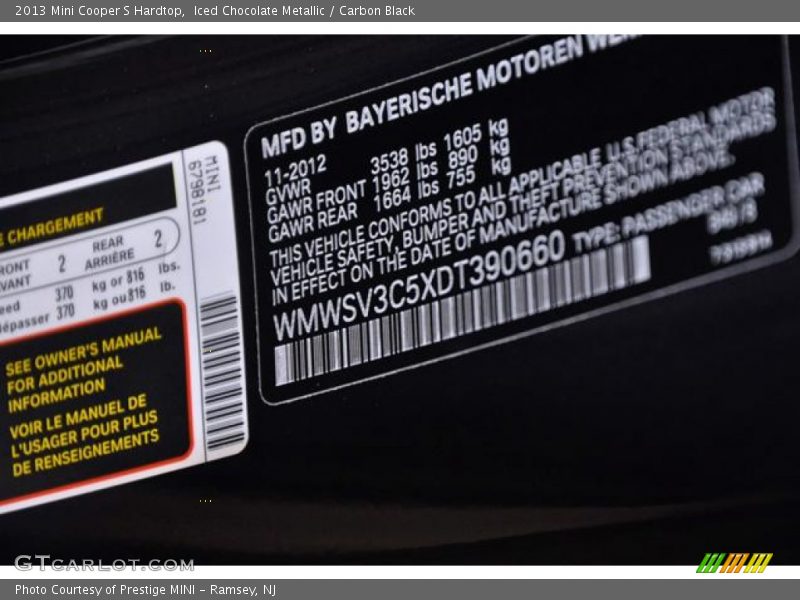 2013 Mini Cooper S Hardtop,  Iced Chocolate Metallic / Carbon Black
MFD BY BAYERISCHE MOTOREN
11-2012
GVWR 3538 lbs 1605 kg
GAWR FRONT 1962 lbs 890 kg
GAWR REAR 1664 lbs 755 kg
THIS VEHICLE CONFORMS TO ALL APPLICABLE U.S. FEDERAL MOTOR
VEHICLE SAFETY, BUMPER AND THEFT PREVENTION STANDARDS
IN EFFECT ON THE DATE OF MANUFACTURE SHOWN ABOVE.
WMWSV3C5XDT390660 TYPE: PASSENGER CAR
MINI
6798181
E CHARGEMENT
RONT 2 REAR 2
VANT ARRIÈRE
eed 370 kg or 816 lbs.
dépasser 370 kg ou 816 lb.
SEE OWNER'S MANUAL
FOR ADDITIONAL
INFORMATION
VOIR LE MANUEL DE
L'USAGER POUR PLUS
DE RENSEIGNEMENTS
GTCARLOT.COM
Photo Courtesy of Prestige MINI - Ramsey, NJ